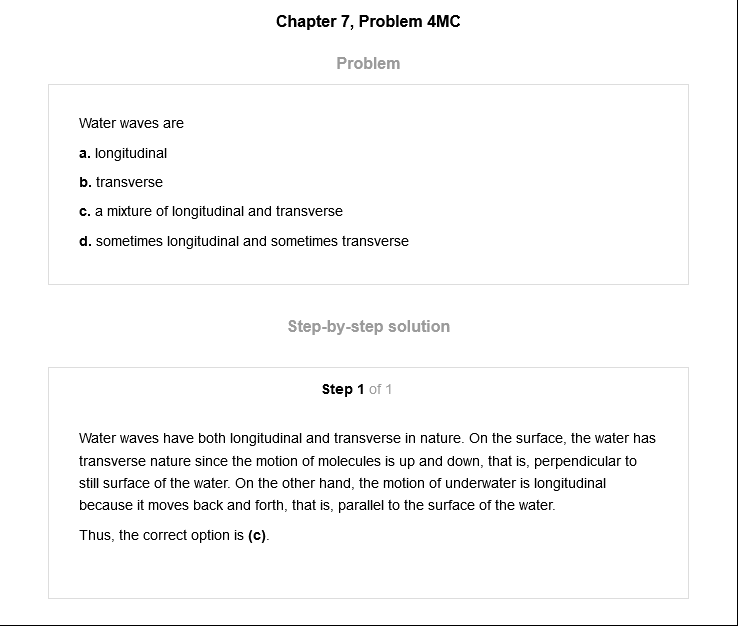 Chapter 7, Problem 4MC
Problem
Water waves are
a. longitudinal
b. transverse
c. a mixture of longitudinal and transverse
d. sometimes longitudinal and sometimes transverse
Step-by-step solution
Step 1 of 1
Water waves have both longitudinal and transverse in nature. On the surface, the water has
transverse nature since the motion of molecules is up and down, that is, perpendicular to
still surface of the water. On the other hand, the motion of underwater is longitudinal
because it moves back and forth, that is, parallel to the surface of the water.
Thus, the correct option is (c).